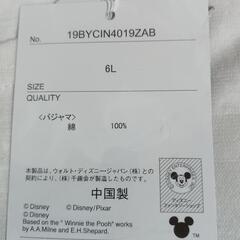 No. 19BYCIN4019ZAB
6L
SIZE
QUALITY
<パジャマ>
綿 100%
本製品は、ウォルト・ディズニージャパン(株)との
契約により、(株)千趣会が製造したものです。
中国製
© Disney © Disney/Pixar
© Disney
Based on the " Winnie the Pooh" works
by A.A.Milne and E.H.Shepard.